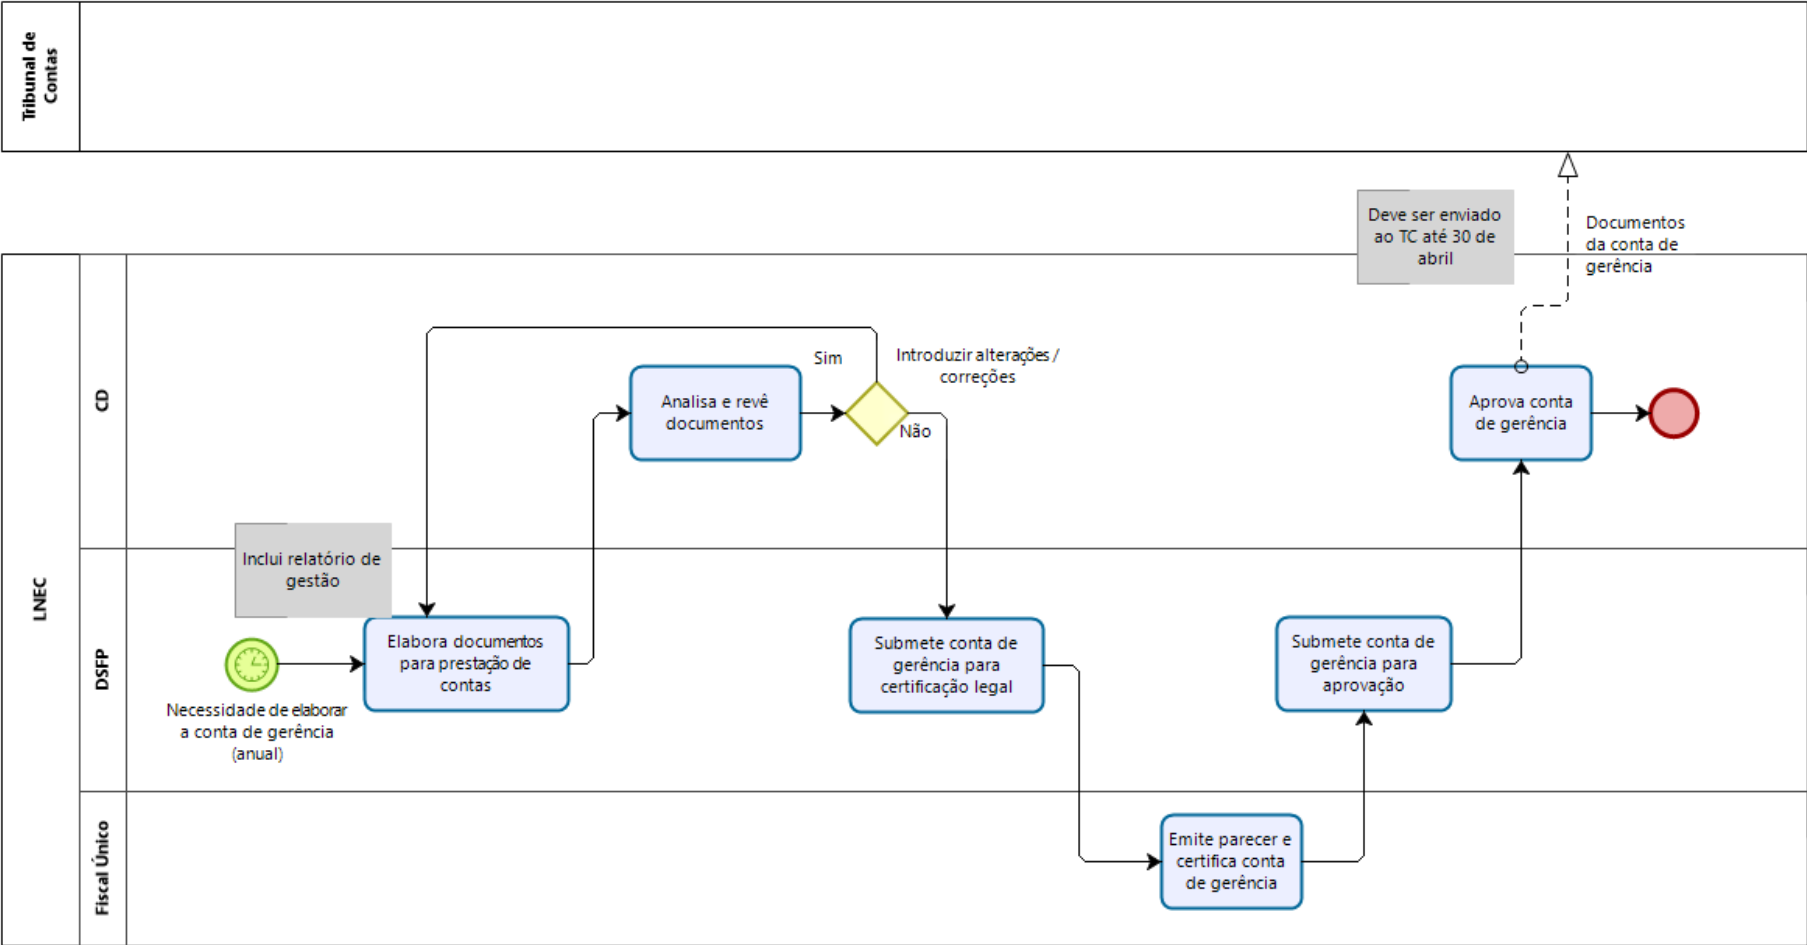 Tribunal de
Contas
Deve ser enviado
ao TC até 30 de
abril
Documentos
da conta de
gerência
LNEC
CD
Sim
Introduzir alterações /
correções
Não
Analisa e revê
documentos
Aprova conta
de gerência
DSFP
Inclui relatório de
gestão
Necessidade de elaborar
a conta de gerência
(anual)
Elabora documentos
para prestação de
contas
Submete conta de
gerência para
certificação legal
Submete conta de
gerência para
aprovação
Fiscal Único
Emite parecer e
certifica conta
de gerência